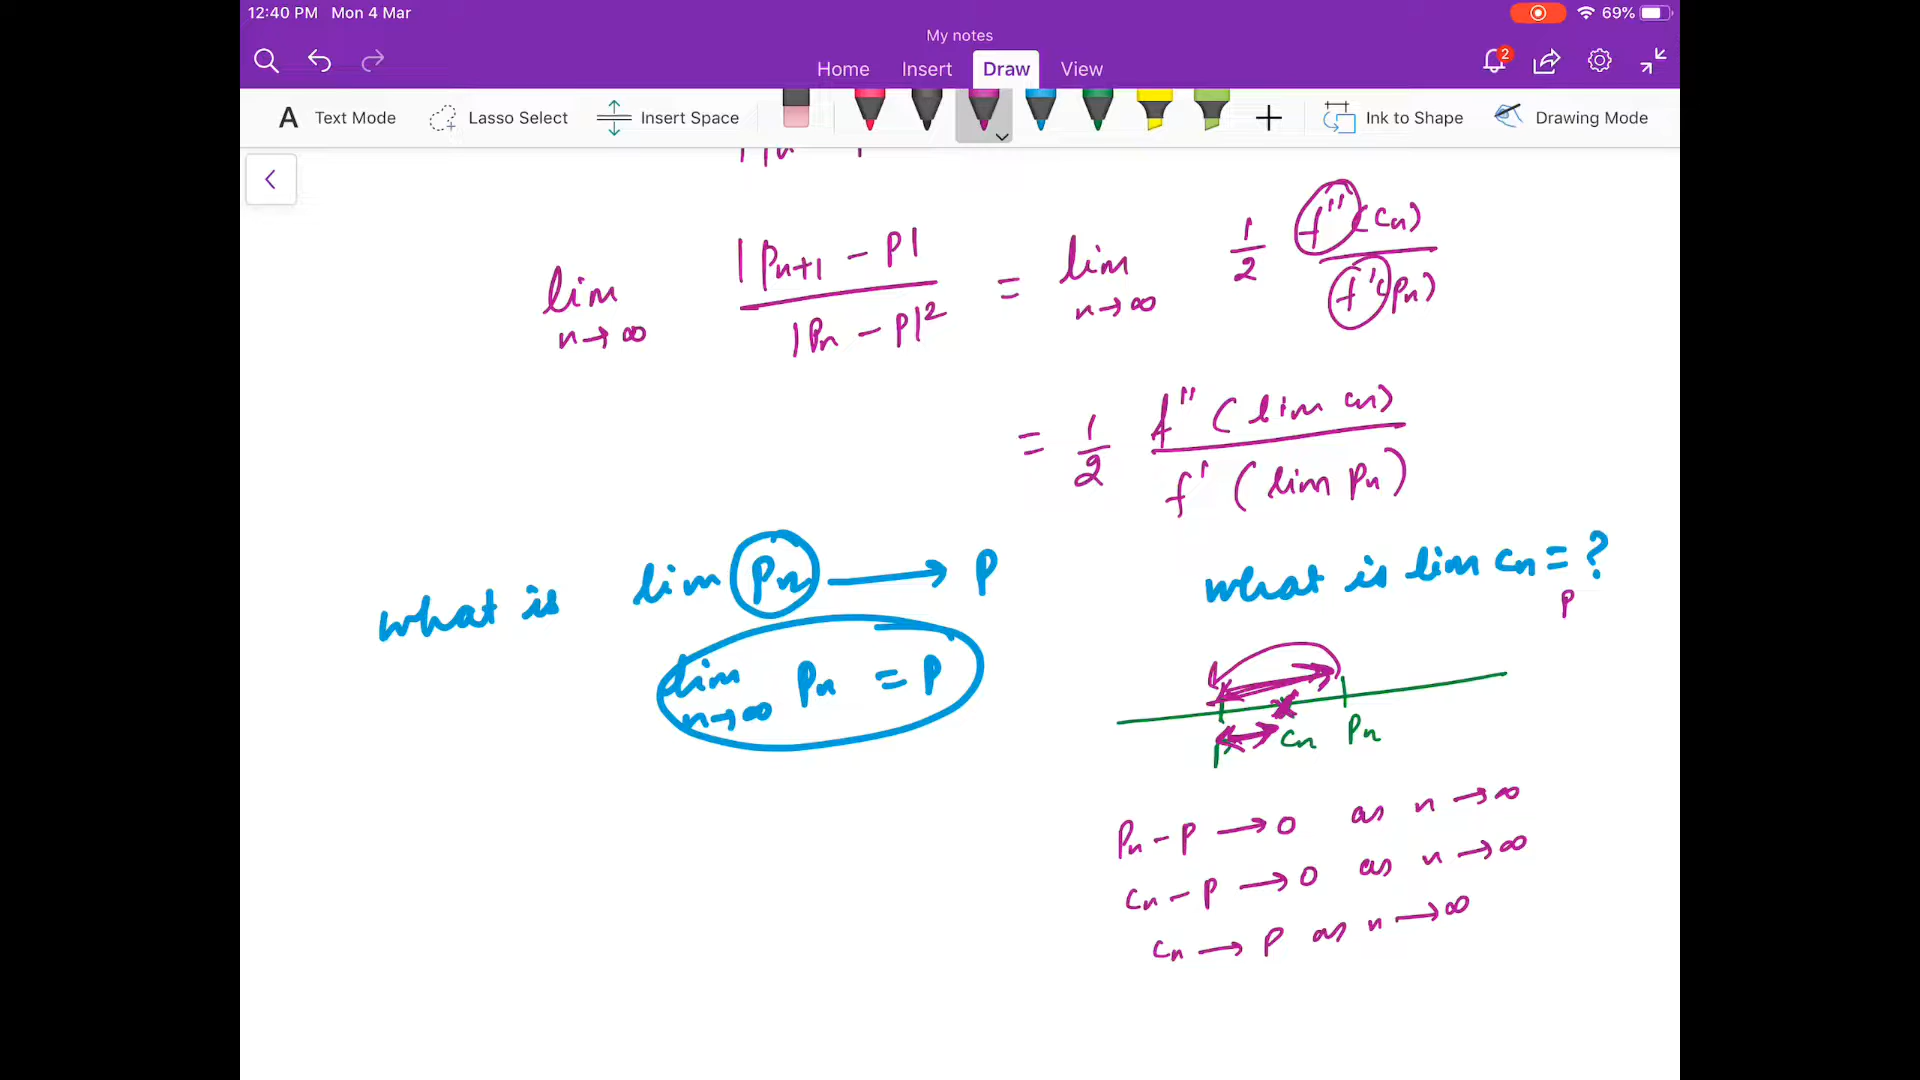 12:40 PM Mon 4 Mar
69%
My notes
Home Insert Draw View
2
A Text Mode Lasso Select Insert Space Ink to Shape Drawing Mode
lim n→∞ |Pn+1 − P| / |Pn − P|² = lim n→∞ 1/2 f''(cn) / f'(Pn)
= 1/2 f''(lim cn) / f'(lim Pn)
what is lim Pn ⟶ P
lim n→∞ Pn = P
what is lim cn = ?
P
P cn Pn
Pn − P → 0 as n → ∞
cn − P → 0 as n → ∞
cn → P as n → ∞